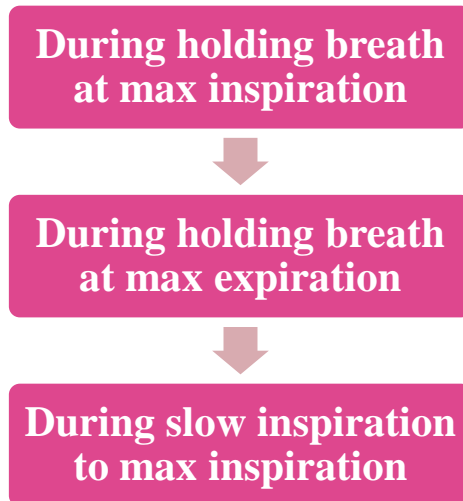 During holding breath
at max inspiration
During holding breath
at max expiration
During slow inspiration
to max inspiration